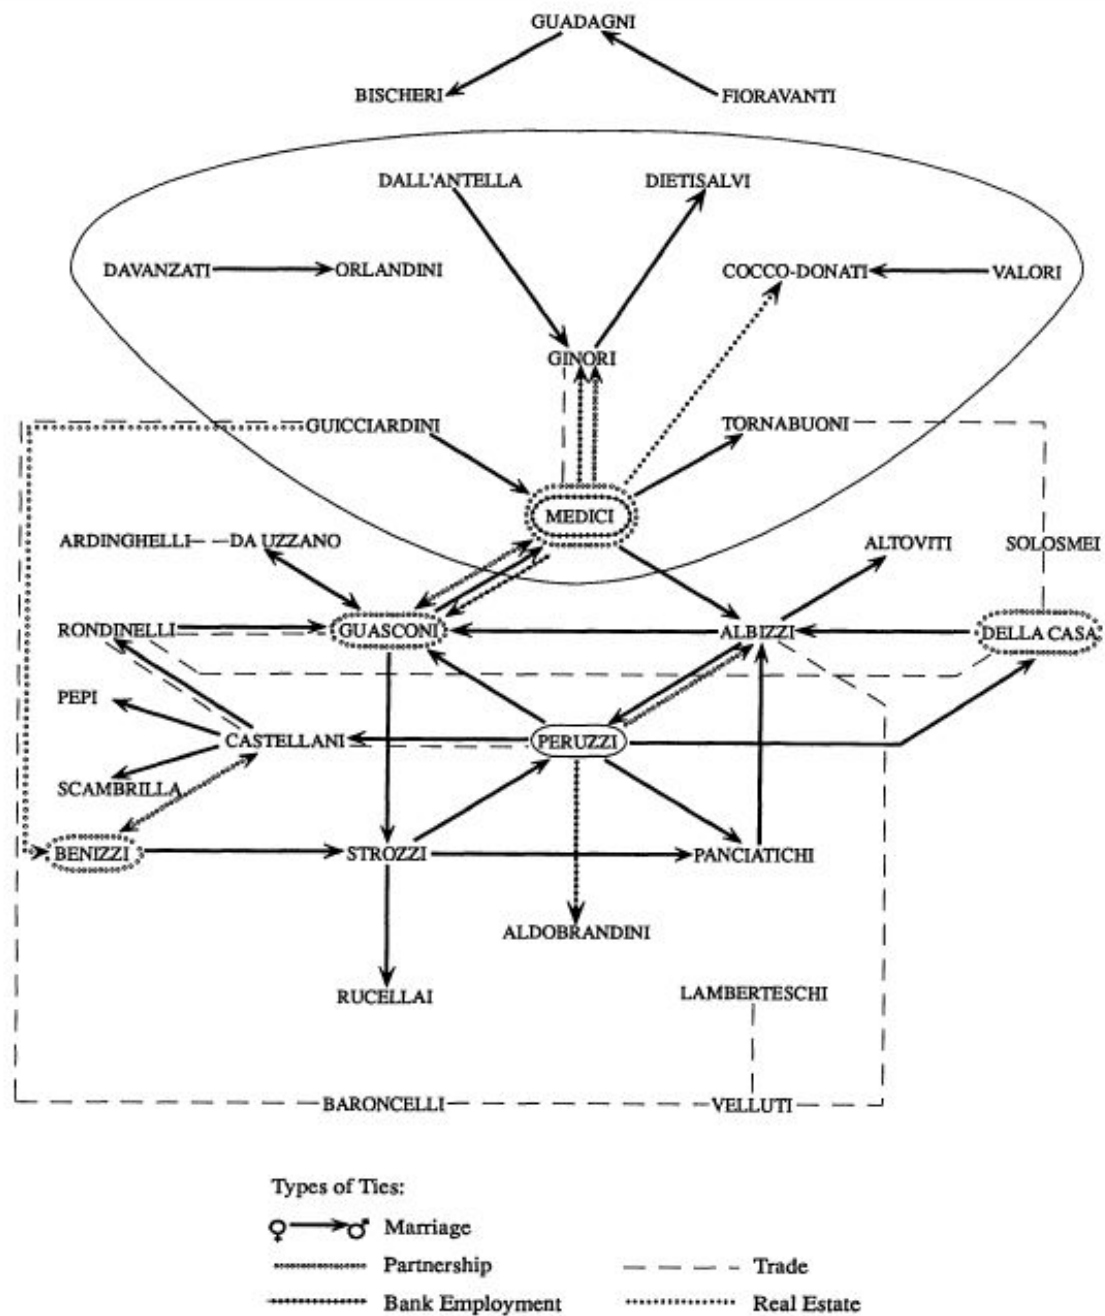 GUADAGNI
BISCHERI FIORAVANTI
DALL'ANTELLA DIETISALVI
DAVANZATI ORLANDINI COCCO-DONATI VALORI
GINORI
GUICCIARDINI TORNABUONI
MEDICI
ARDINGHELLI DA UZZANO ALTOVITI SOLOSMEI
RONDINELLI GUASCONI ALBIZZI DELLA CASA
PEPI
CASTELLANI PERUZZI
SCAMBRILLA
BENIZZI STROZZI PANCIATICHI
ALDOBRANDINI
RUCELLAI LAMBERTESCHI
BARONCELLI VELLUTI
Types of Ties:
♀ ♂ Marriage
Partnership Trade
Bank Employment Real Estate